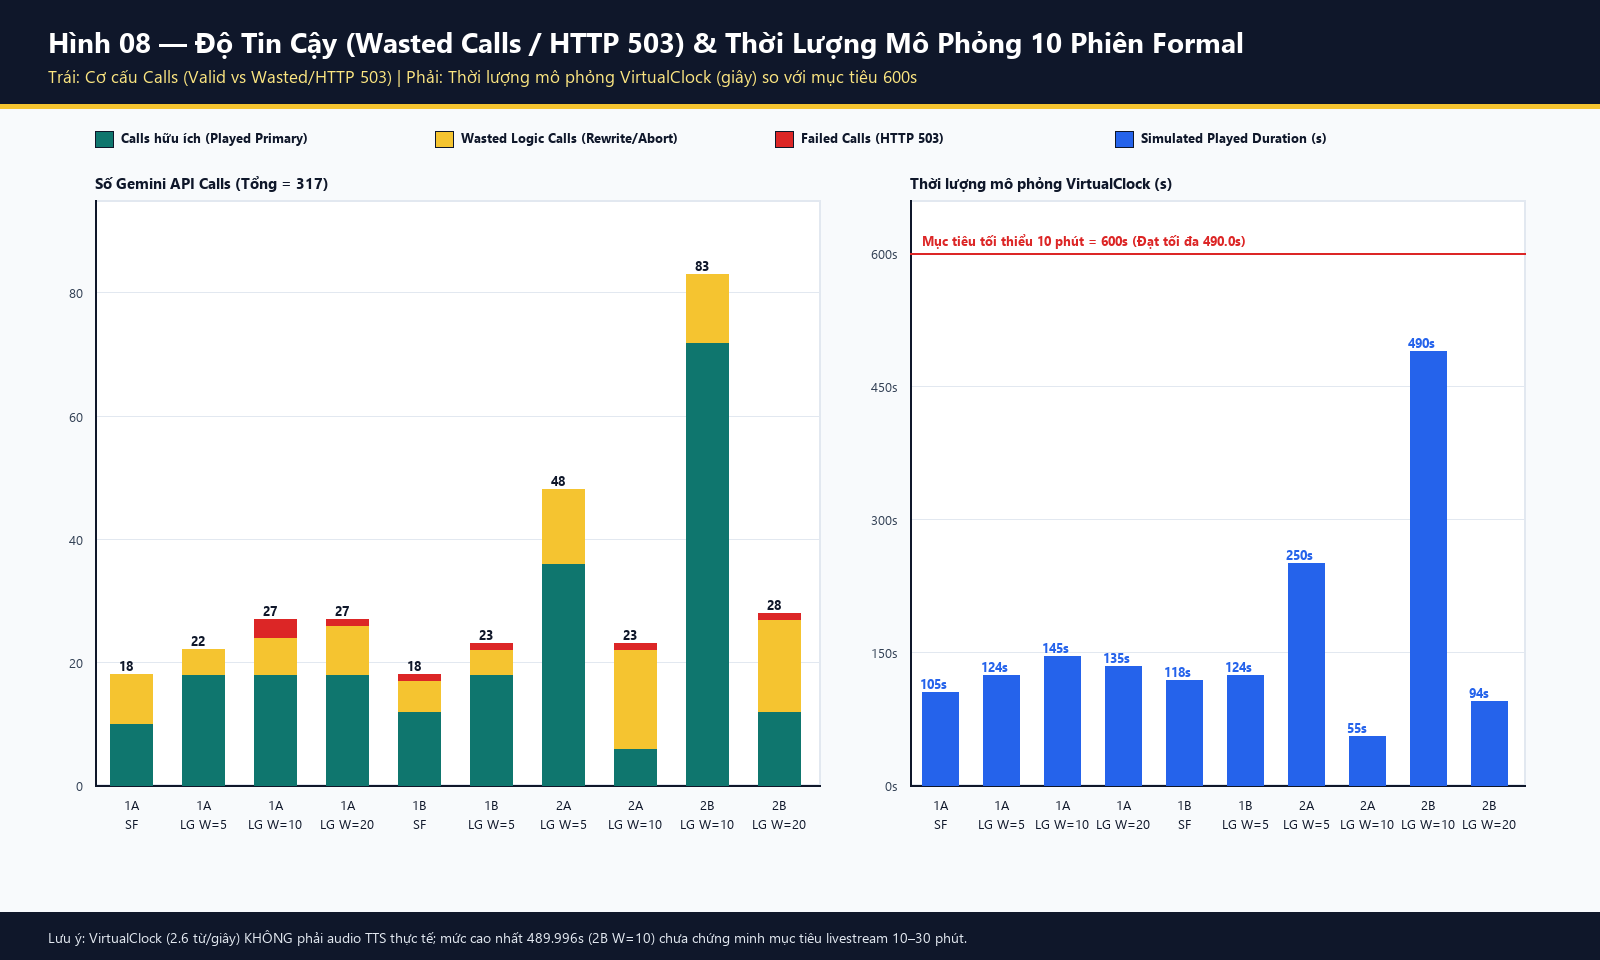 Hình 08 — Độ Tin Cậy (Wasted Calls / HTTP 503) & Thời Lượng Mô Phỏng 10 Phiên Formal
Trái: Cơ cấu Calls (Valid vs Wasted/HTTP 503) | Phải: Thời lượng mô phỏng VirtualClock (giây) so với mục tiêu 600s
Calls hữu ích (Played Primary)
Wasted Logic Calls (Rewrite/Abort)
Failed Calls (HTTP 503)
Simulated Played Duration (s)
Số Gemini API Calls (Tổng = 317)
80
60
40
20
0
18
22
27
27
18
23
48
23
83
28
1A
SF
1A
LG W=5
1A
LG W=10
1A
LG W=20
1B
SF
1B
LG W=5
2A
LG W=5
2A
LG W=10
2B
LG W=10
2B
LG W=20
Thời lượng mô phỏng VirtualClock (s)
Mục tiêu tối thiểu 10 phút = 600s (Đạt tối đa 490.0s)
600s
450s
300s
150s
0s
105s
124s
145s
135s
118s
124s
250s
55s
490s
94s
1A
SF
1A
LG W=5
1A
LG W=10
1A
LG W=20
1B
SF
1B
LG W=5
2A
LG W=5
2A
LG W=10
2B
LG W=10
2B
LG W=20
Lưu ý: VirtualClock (2.6 từ/giây) KHÔNG phải audio TTS thực tế; mức cao nhất 489.996s (2B W=10) chưa chứng minh mục tiêu livestream 10–30 phút.